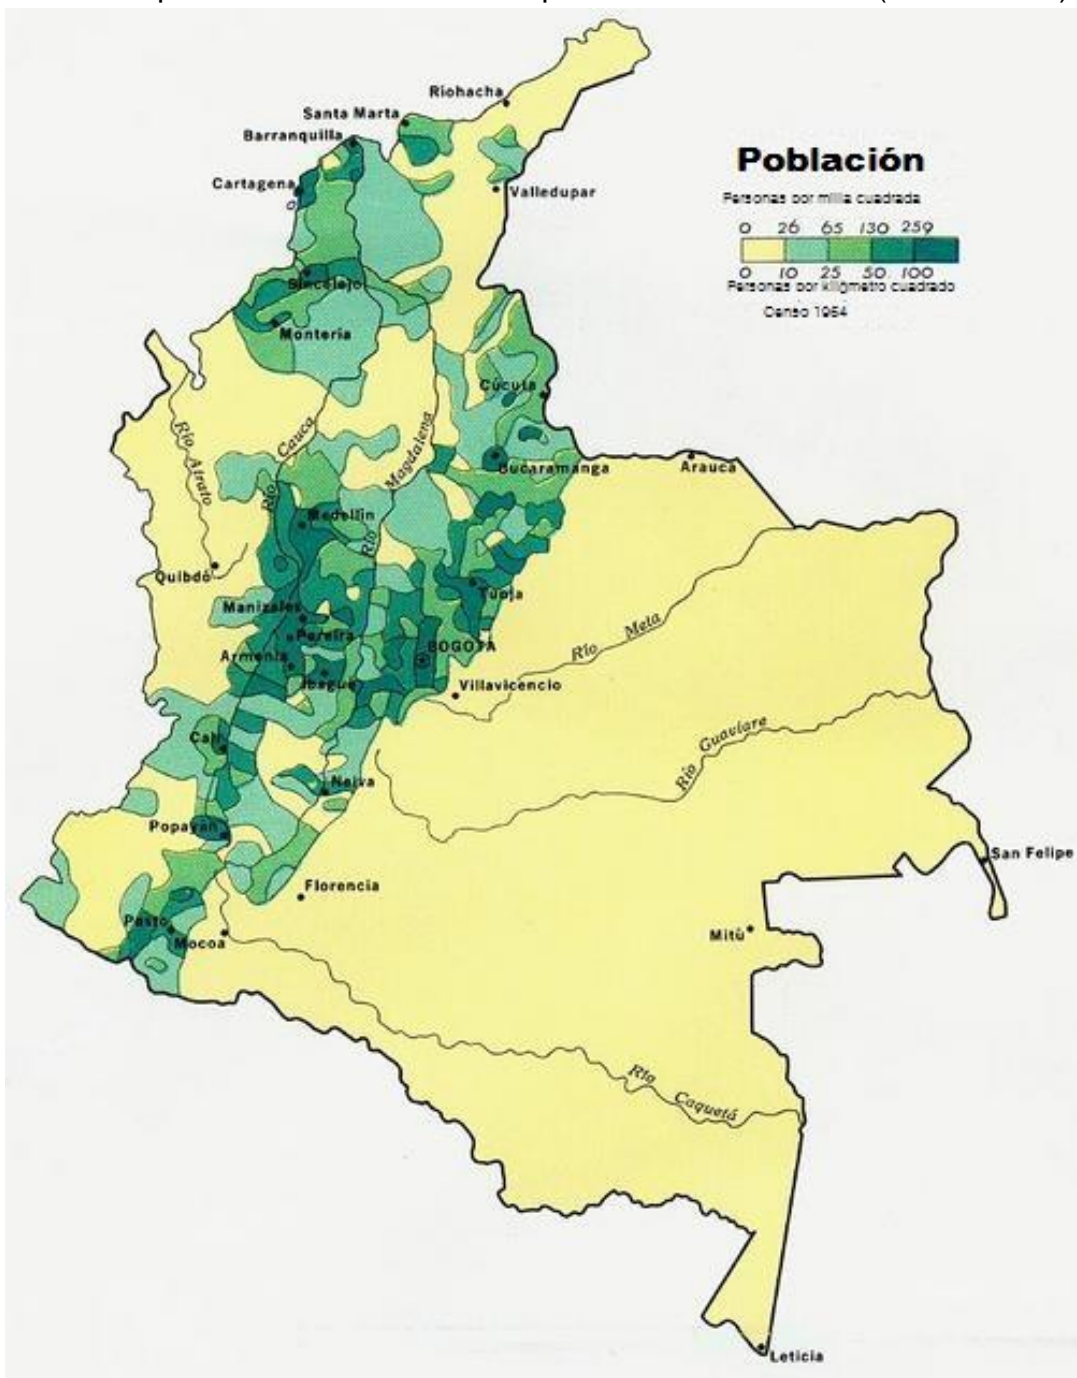 Riohacha
Santa Marta
Barranquilla
Cartagena
Valledupar
Población
Personas por milla cuadrada
0 26 65 130 259
0 10 25 50 100
Personas por kilómetro cuadrado
Censo 1964
Sincelejo
Montería
Cúcuta
Río Cauca
Magdalena
Río Atrato
Bucaramanga
Arauca
Río
Medellín
Río
Quibdó
Tunja
Manizales
Pereira
Río Meta
BOGOTÁ
Armenia
Ibagué
Villavicencio
Cali
Río Guaviare
Neiva
Popayán
San Felipe
Florencia
Pasto
Mitú
Mocoa
Río Caquetá
Leticia